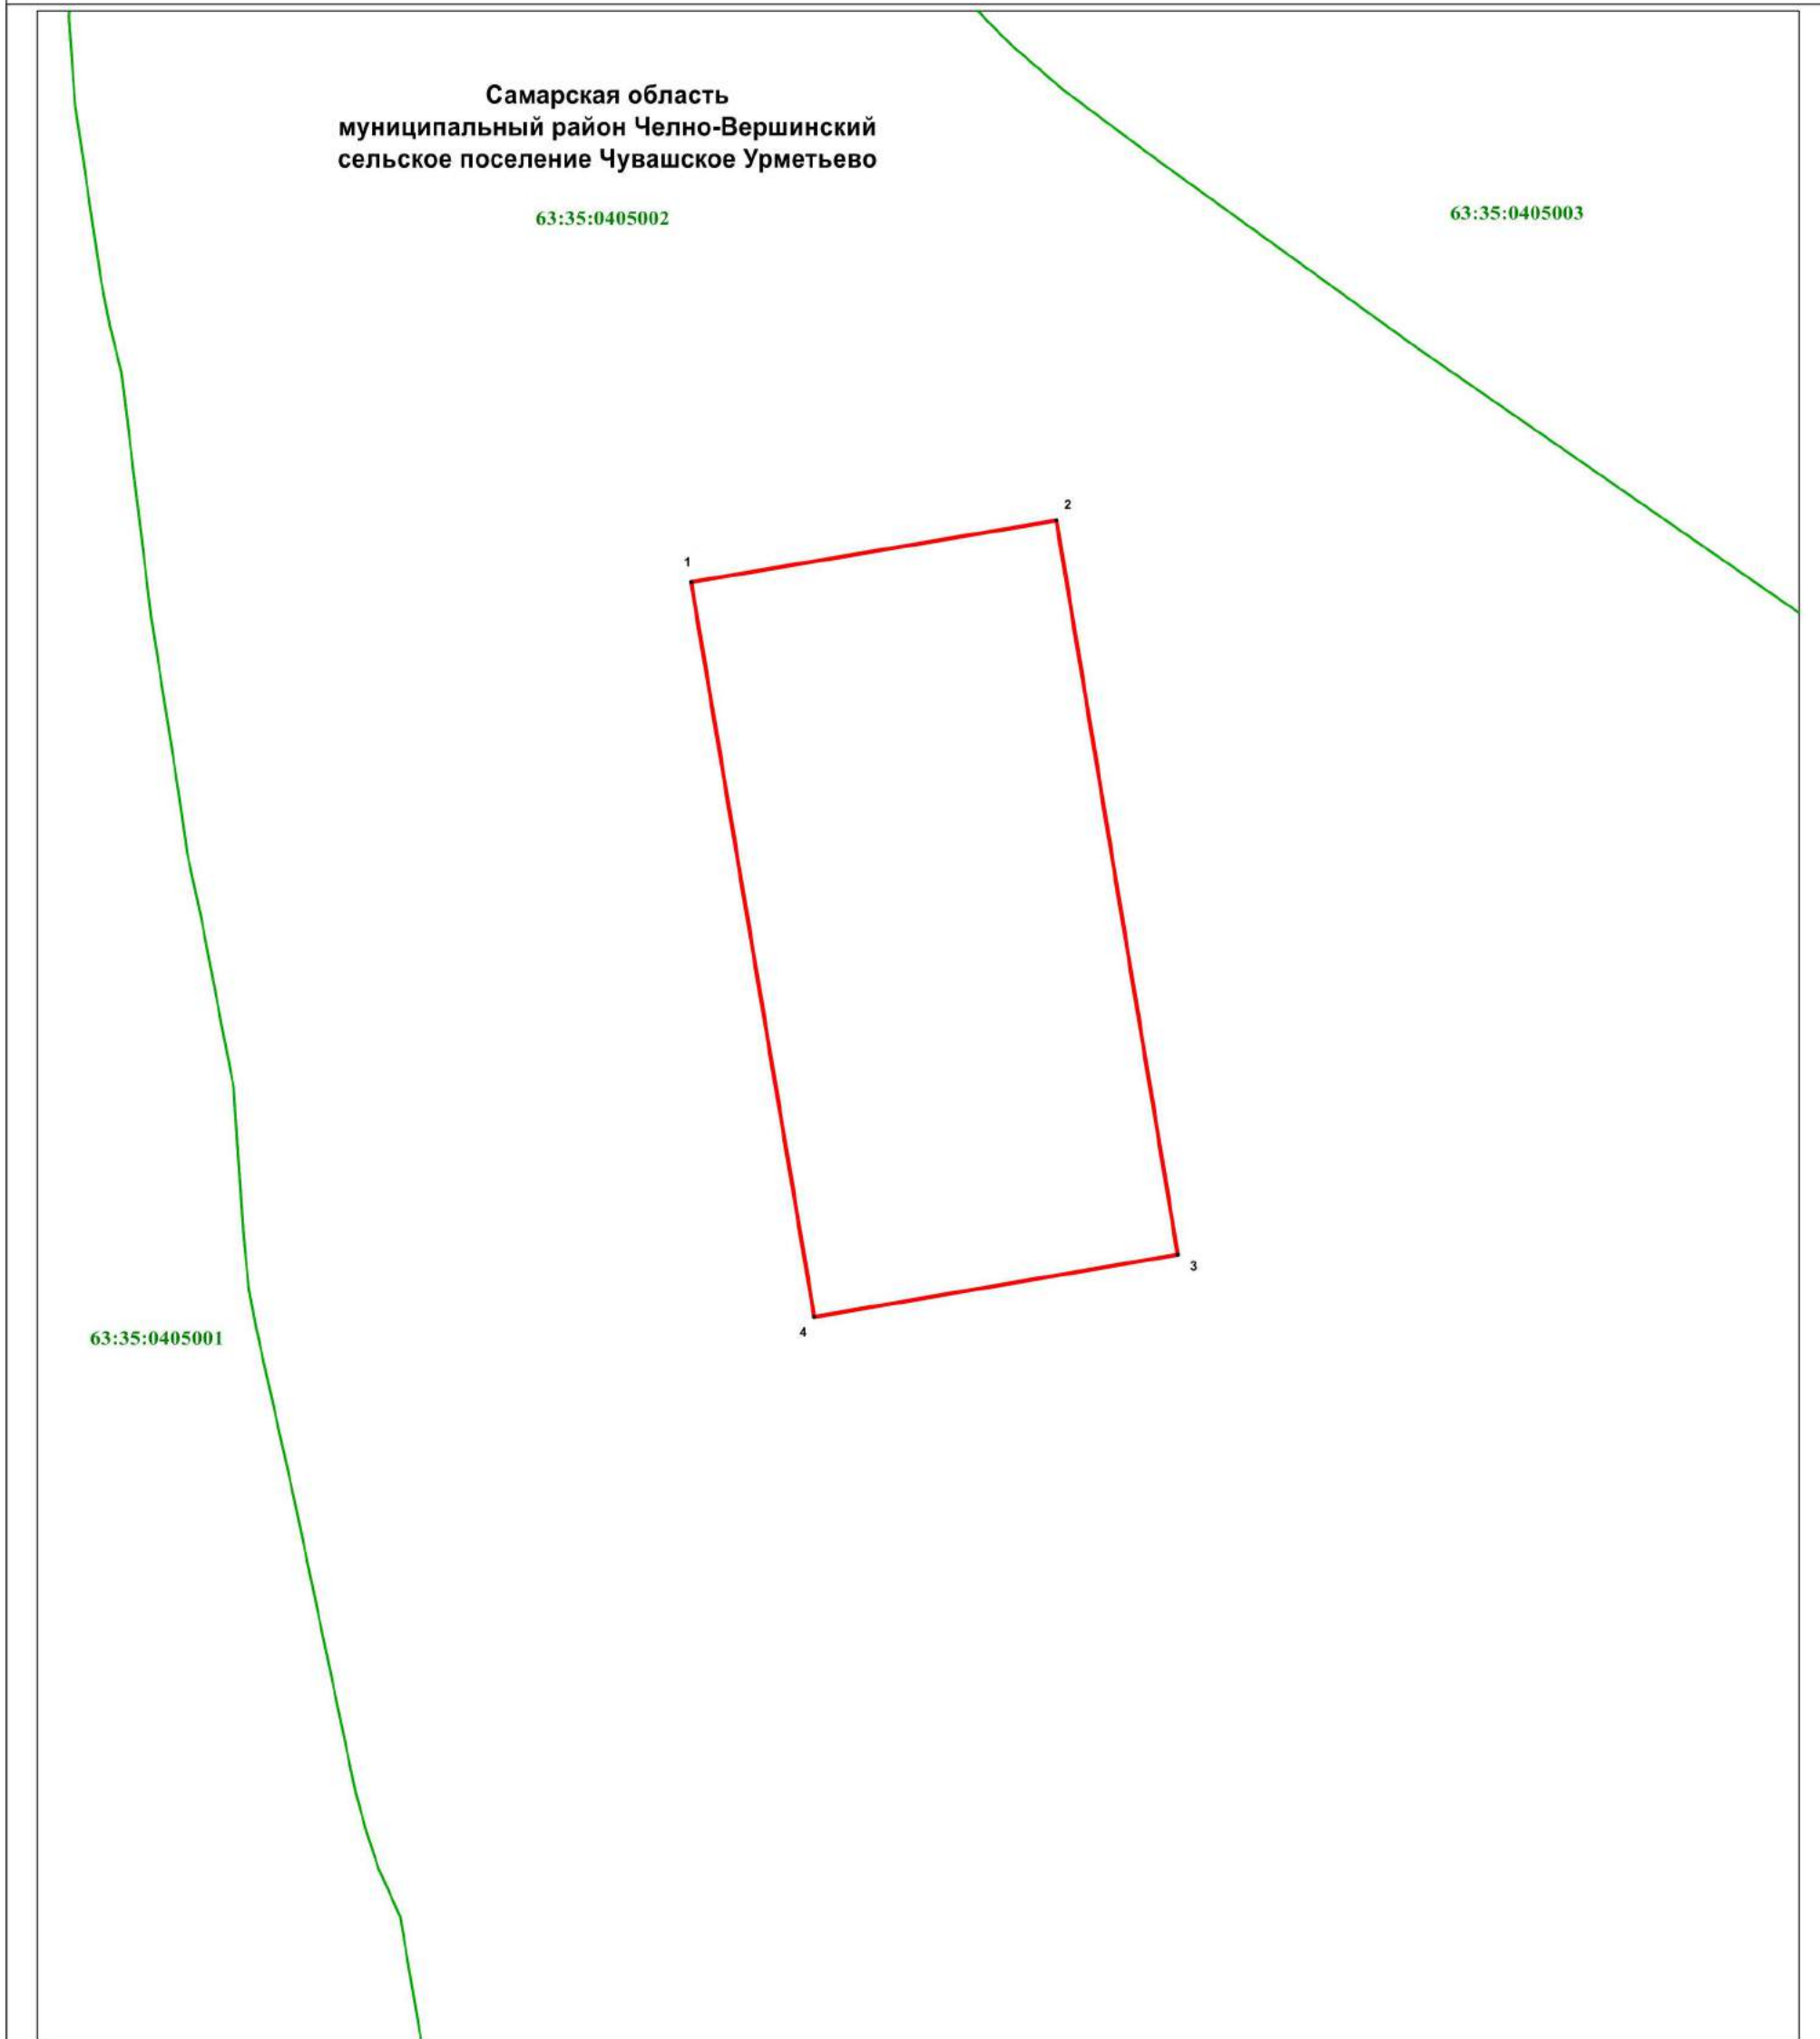 Самарская область
муниципальный район Челно-Вершинский
сельское поселение Чувашское Урметьево
63:35:0405002
63:35:0405003
2
1
3
4
63:35:0405001